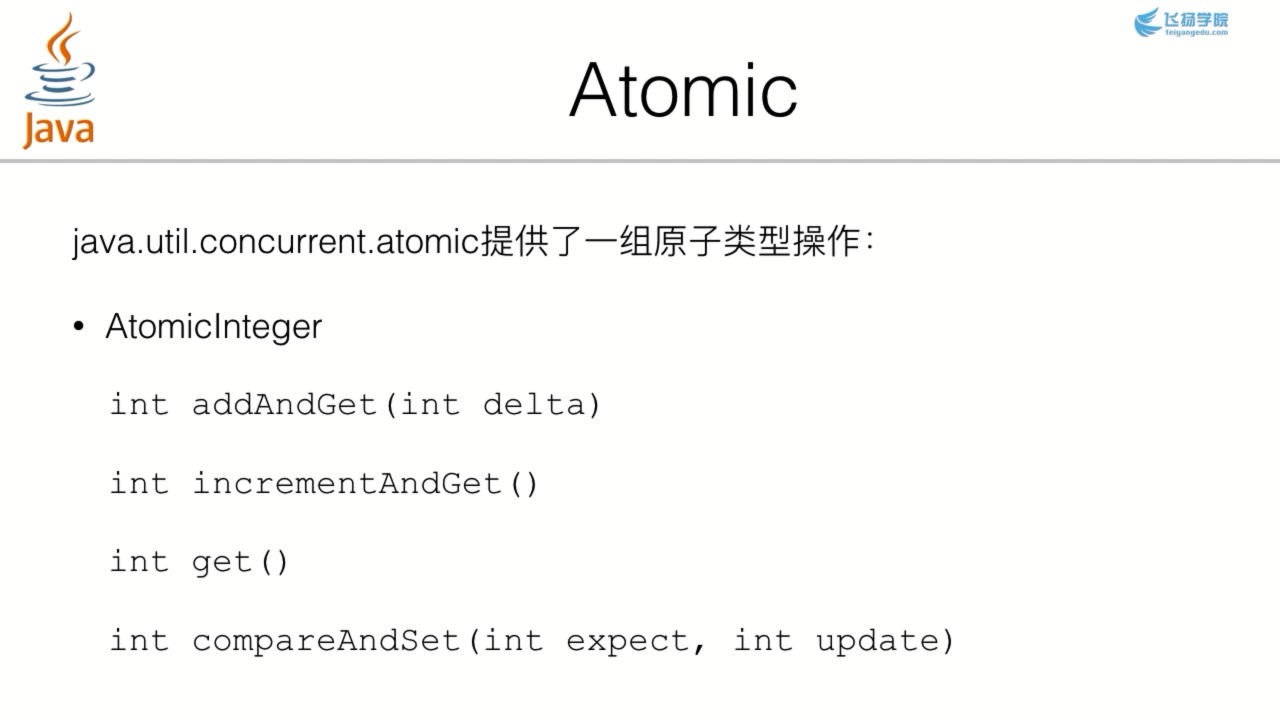 Java
飞扬学院
feiyangedu.com
Atomic
java.util.concurrent.atomic提供了一组原子类型操作：
• AtomicInteger
int addAndGet(int delta)
int incrementAndGet()
int get()
int compareAndSet(int expect, int update)